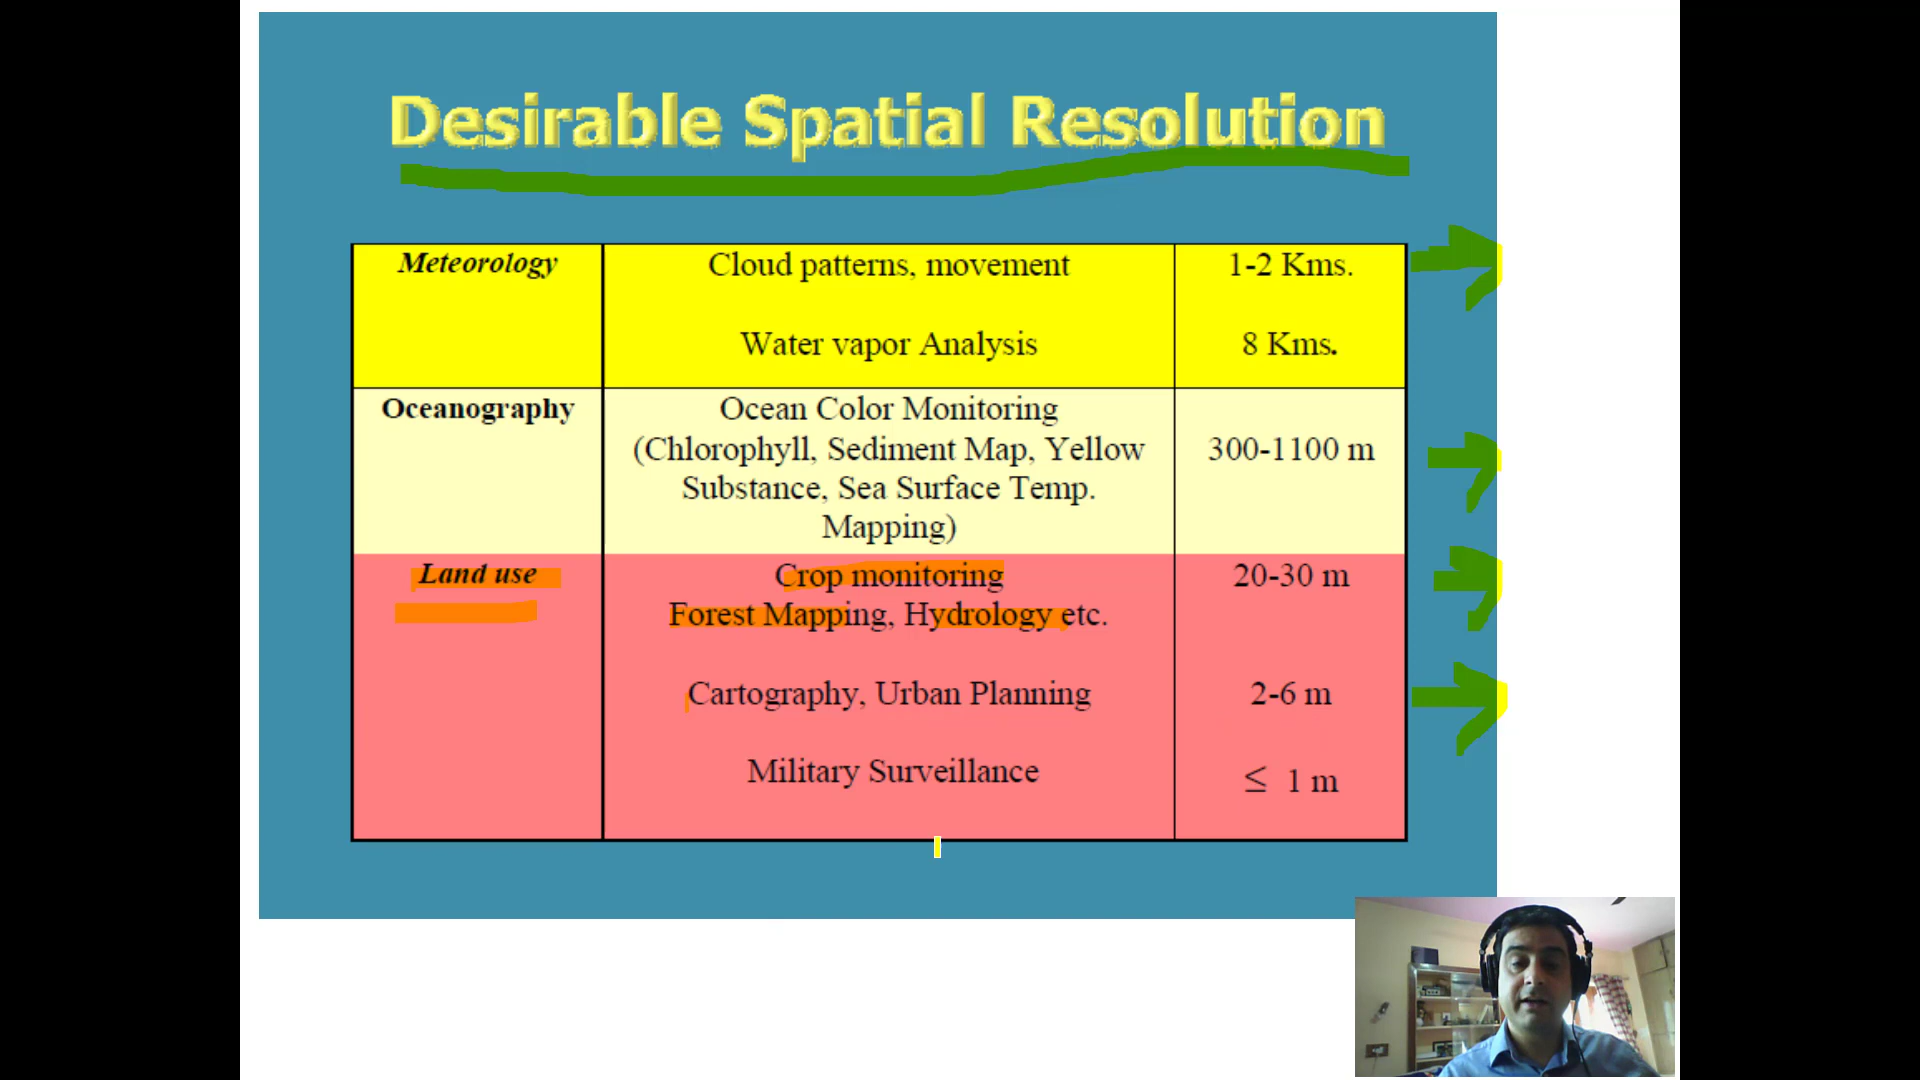 Desirable Spatial Resolution
Meteorology
Cloud patterns, movement
1-2 Kms.
Water vapor Analysis
8 Kms.
Oceanography
Ocean Color Monitoring
(Chlorophyll, Sediment Map, Yellow
Substance, Sea Surface Temp.
Mapping)
300-1100 m
Land use
Crop monitoring
20-30 m
Forest Mapping, Hydrology etc.
Cartography, Urban Planning
2-6 m
Military Surveillance
≤ 1 m